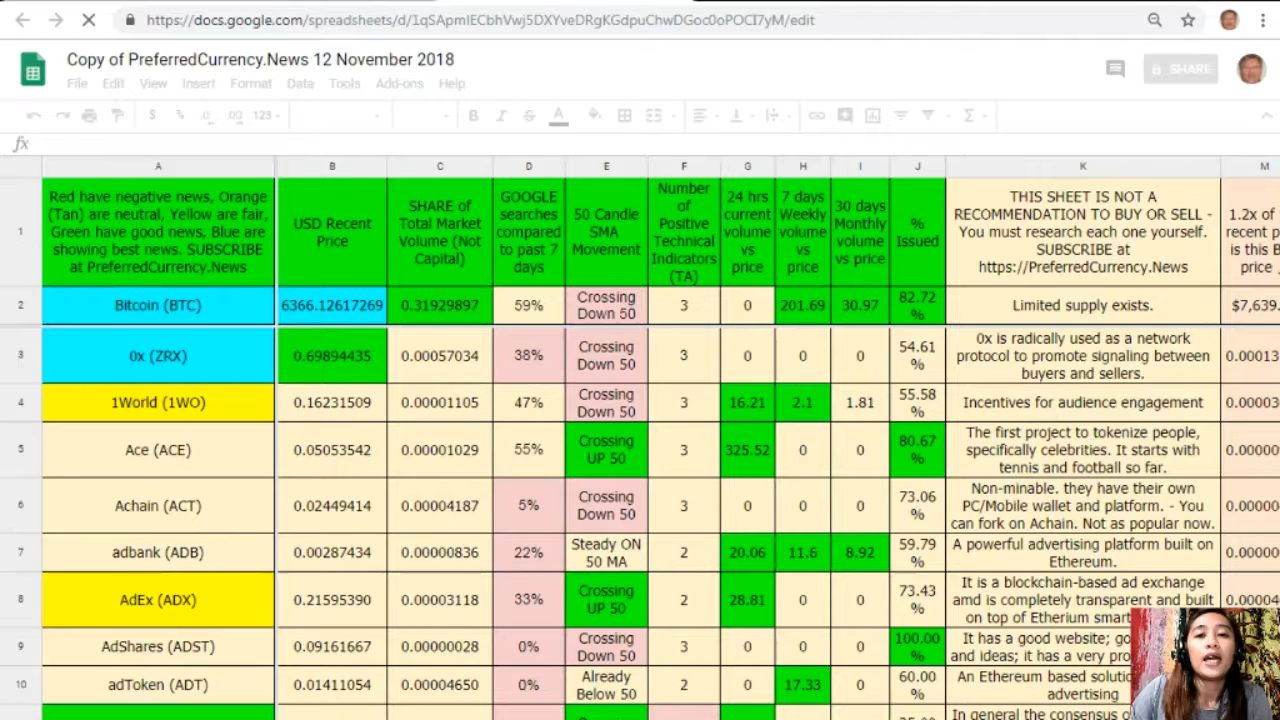 https://docs.google.com/spreadsheets/d/1qSApmIECbhVwj5DXYveDRgKGdpuChwDGoc0oPOCI7yM/edit
Copy of PreferredCurrency.News 12 November 2018
File Edit View Insert Format Data Tools Add-ons Help
SHARE
$ % .0 .00 123 B I S A
fx
A B C D E F G H I J K M
1
Red have negative news, Orange
(Tan) are neutral, Yellow are fair,
Green have good news, Blue are
showing best news. SUBSCRIBE
at PreferredCurrency.News
USD Recent
Price
SHARE of
Total Market
Volume (Not
Capital)
GOOGLE
searches
compared
to past 7
days
50 Candle
SMA
Movement
Number
of
Positive
Technical
Indicators
(TA)
24 hrs
current
volume
vs
price
7 days
Weekly
volume
vs
price
30 days
Monthly
volume
vs price
%
Issued
THIS SHEET IS NOT A
RECOMMENDATION TO BUY OR SELL -
You must research each one yourself.
SUBSCRIBE at
https://PreferredCurrency.News
1.2x of
recent p
is this B
price
2
Bitcoin (BTC)
6366.12617269
0.31929897
59%
Crossing
Down 50
3
0
201.69
30.97
82.72
%
Limited supply exists.
$7,639.
3
0x (ZRX)
0.69894435
0.00057034
38%
Crossing
Down 50
3
0
0
0
54.61
%
0x is radically used as a network
protocol to promote signaling between
buyers and sellers.
0.00013
4
1World (1WO)
0.16231509
0.00001105
47%
Crossing
Down 50
3
16.21
2.1
1.81
55.58
%
Incentives for audience engagement
0.00003
5
Ace (ACE)
0.05053542
0.00001029
55%
Crossing
UP 50
3
325.52
0
0
80.67
%
The first project to tokenize people,
specifically celebrities. It starts with
tennis and football so far.
0.00000
6
Achain (ACT)
0.02449414
0.00004187
5%
Crossing
Down 50
3
0
0
0
73.06
%
Non-minable. they have their own
PC/Mobile wallet and platform. - You
can fork on Achain. Not as popular now.
0.00000
7
adbank (ADB)
0.00287434
0.00000836
22%
Steady ON
50 MA
2
20.06
11.6
8.92
59.79
%
A powerful advertising platform built on
Ethereum.
0.00000
8
AdEx (ADX)
0.21595390
0.00003118
33%
Crossing
UP 50
2
28.81
0
0
73.43
%
It is a blockchain-based ad exchange
amd is completely transparent and built
on top of Etherium smart
0.00004
9
AdShares (ADST)
0.09161667
0.00000028
0%
Crossing
Down 50
3
0
0
0
100.00
%
It has a good website; go
and ideas; it has a very pro
10
adToken (ADT)
0.01411054
0.00004650
0%
Already
Below 50
2
0
17.33
0
60.00
%
An Ethereum based solutio
advertising
In general the consensus o